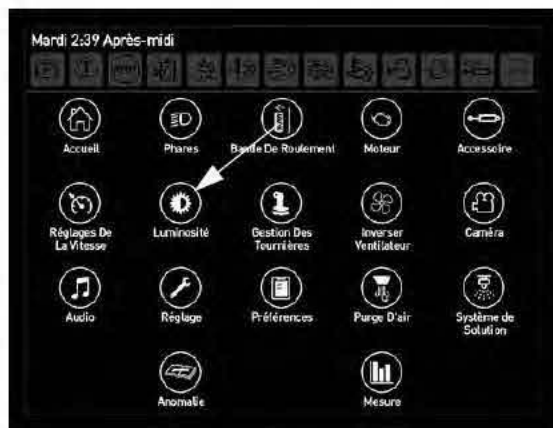 Mardi 2:39 Après-midi
Accueil
Phares
Bande De Roulement
Moteur
Accessoire
Réglages De
La Vitesse
Luminosité
Gestion Des
Tournières
Inverser
Ventilateur
Caméra
Audio
Réglage
Préférences
Purge D'air
Système de
Solution
Anomalie
Mesure